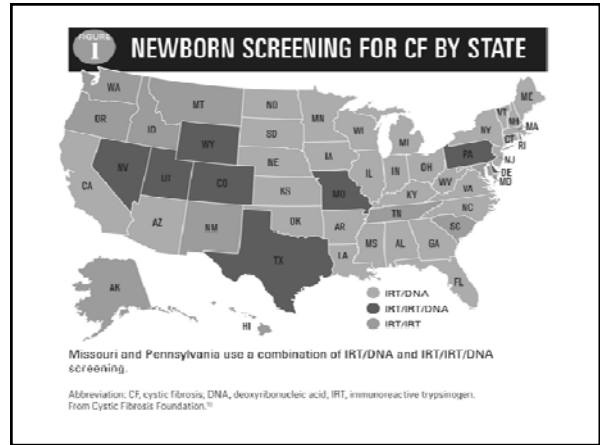 FIGURE
1
NEWBORN SCREENING FOR CF BY STATE
WA
MT
ND
MN
ME
VT
NH
MA
OR
ID
SD
WI
MI
NY
CT
RI
WY
IA
PA
NJ
NV
NE
IL
IN
OH
DE
MD
UT
CO
KS
MO
KY
WV
VA
CA
TN
NC
AZ
NM
OK
AR
SC
MS
AL
GA
TX
LA
FL
AK
HI
IRT/DNA
IRT/IRT/DNA
IRT/IRT
Missouri and Pennsylvania use a combination of IRT/DNA and IRT/IRT/DNA
screening.
Abbreviation: CF, cystic fibrosis; DNA, deoxyribonucleic acid; IRT, immunoreactive trypsinogen.
From Cystic Fibrosis Foundation.